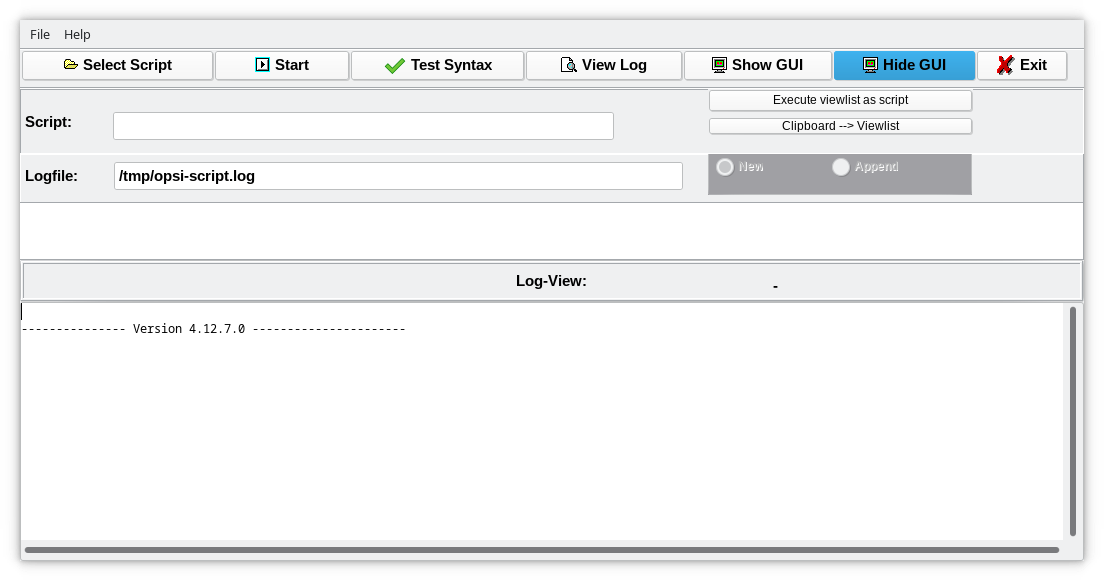 File Help
Select Script Start Test Syntax View Log Show GUI Hide GUI Exit
Execute viewlist as script
Script:
Clipboard --> Viewlist
New Append
Logfile: /tmp/opsi-script.log
Log-View: -
--------------- Version 4.12.7.0 ----------------------